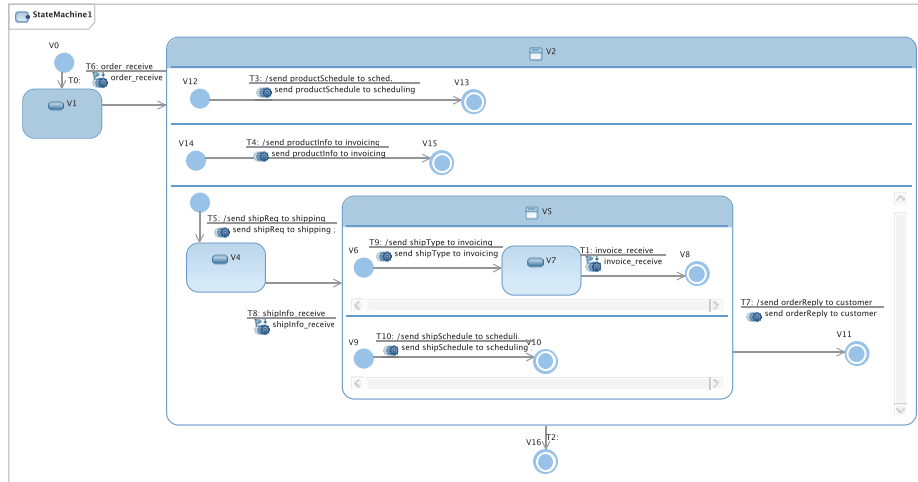 StateMachine1
V0
T0:
T6: order_receive
order_receive
V1
V2
V12
T3: /send productSchedule to sched.
send productSchedule to scheduling
V13
V14
T4: /send productInfo to invoicing
send productInfo to invoicing
V15
T5: /send shipReq to shipping
send shipReq to shipping
V4
V5
V6
T9: /send shipType to invoicing
send shipType to invoicing
V7
T1: invoice_receive
invoice_receive
V8
T8: shipInfo_receive
shipInfo_receive
V9
T10: /send shipSchedule to scheduli
send shipSchedule to scheduling
V10
T7: /send orderReply to customer
send orderReply to customer
V11
V16
T2: